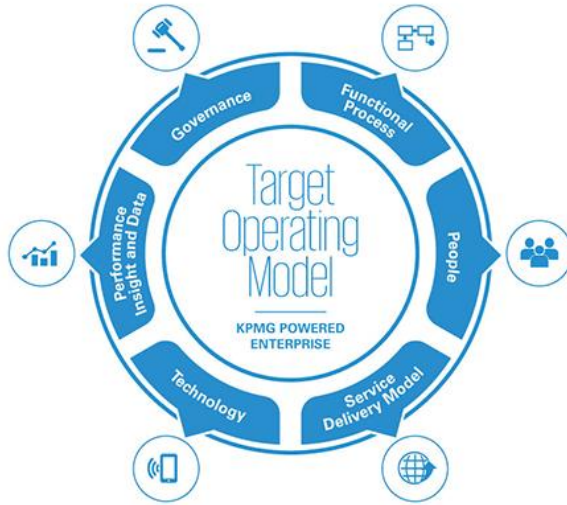 Target
Operating
Model
KPMG POWERED
ENTERPRISE
Governance
Functional
Process
People
Service
Delivery Model
Technology
Performance
Insight and Data